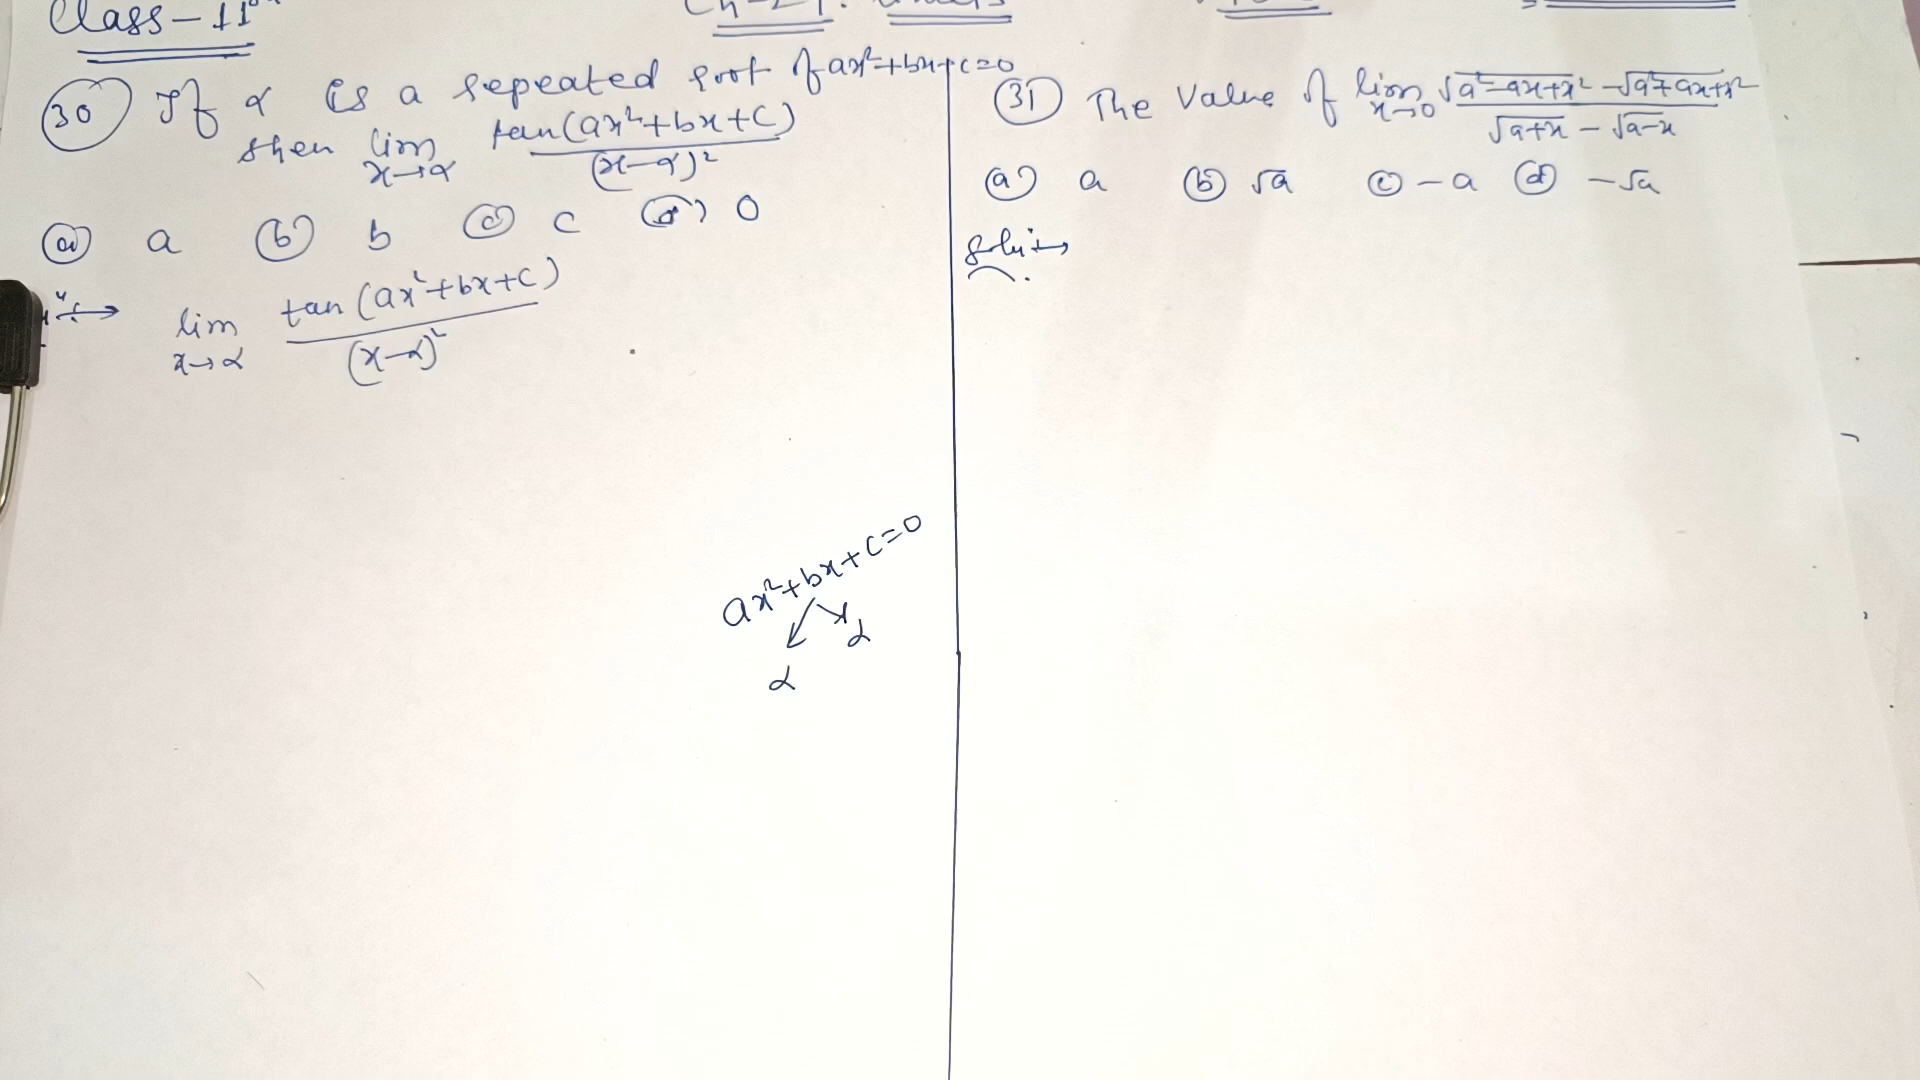 Class-11
(30) If α is a repeated root of ax²+bx+c=0
then lim x→α tan(ax²+bx+c) / (x-α)²
(a) a (b) b (c) c (d) 0
lim x→α tan(ax²+bx+c) / (x-α)²
ax²+bx+c=0
α α
(31) The Value of lim x→0 √a²-ax+x² - √a²+ax+x² / √a+x - √a-x
(a) a (b) √a (c) -a (d) -√a